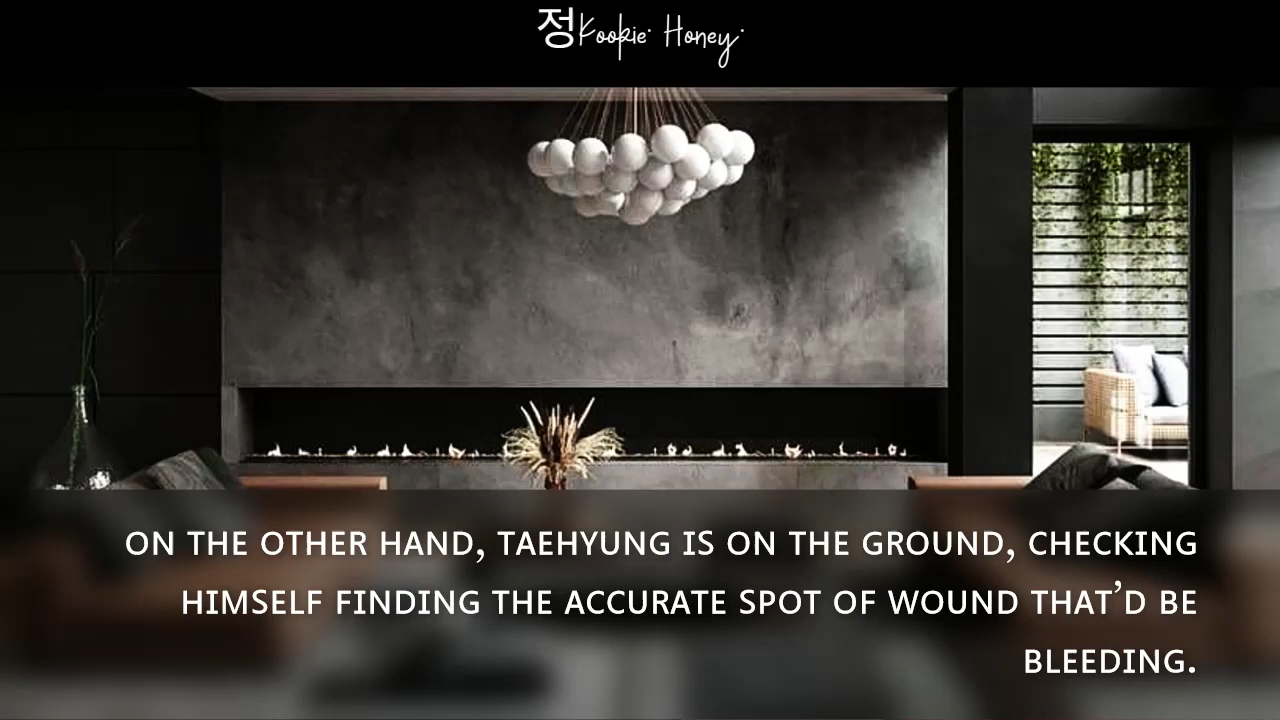 정Kookie Honey
ON THE OTHER HAND, TAEHYUNG IS ON THE GROUND, CHECKING
HIMSELF FINDING THE ACCURATE SPOT OF WOUND THAT’D BE
BLEEDING.